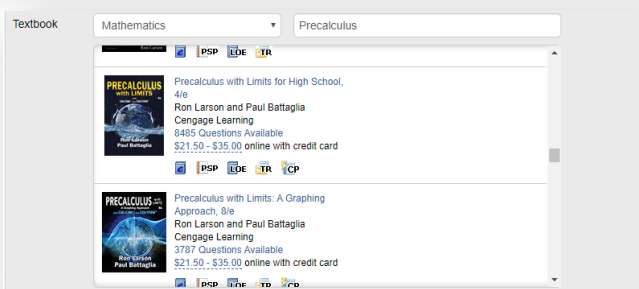 Textbook
Mathematics
Precalculus
Ron Larson
PSP LOE TR
PRECALCULUS
with LIMITS
Ron Larson
Paul Battaglia
Precalculus with Limits for High School,
4/e
Ron Larson and Paul Battaglia
Cengage Learning
8485 Questions Available
$21.50 - $35.00 online with credit card
e PSP LOE TR CP
PRECALCULUS with LIMITS
A Graphing Approach
Ron Larson
Paul Battaglia
Precalculus with Limits: A Graphing
Approach, 8/e
Ron Larson and Paul Battaglia
Cengage Learning
3787 Questions Available
$21.50 - $35.00 online with credit card
PSP LOE TR CP